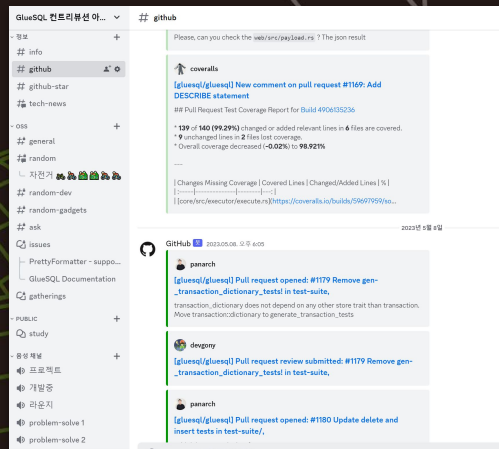 GlueSQL 컨트리뷰션 아...
정보
info
github
github-star
tech-news
OSS
general
random
자전거
random-dev
random-gadgets
ask
issues
PrettyFormatter - suppo...
GlueSQL Documentation
gatherings
PUBLIC
study
음성 채널
프로젝트
개발중
라운지
problem-solve 1
problem-solve 2
# github
Please, can you check the web/src/payload.rs ? The json result
coveralls
[gluesql/gluesql] New comment on pull request #1169: Add
DESCRIBE statement
## Pull Request Test Coverage Report for Build 4906135236
* 139 of 140 (99.29%) changed or added relevant lines in 6 files are covered.
* 9 unchanged lines in 2 files lost coverage.
* Overall coverage decreased (-0.02%) to 98.921%
---
| Changes Missing Coverage | Covered Lines | Changed/Added Lines | % |
| :-----|--------------|--------|---: |
| [core/src/executor/execute.rs](https://coveralls.io/builds/59697959/so...
2023년 5월 8일
GitHub 봇 2023.05.08. 오후 6:05
panarch
[gluesql/gluesql] Pull request opened: #1179 Remove gen-
_transaction_dictionary_tests! in test-suite,
transaction_dictionary does not depend on any other store trait than transaction.
Move transaction::dictionary to generate_transaction_tests
devgony
[gluesql/gluesql] Pull request review submitted: #1179 Remove gen-
_transaction_dictionary_tests! in test-suite,
panarch
[gluesql/gluesql] Pull request opened: #1180 Update delete and
insert tests in test-suite/,